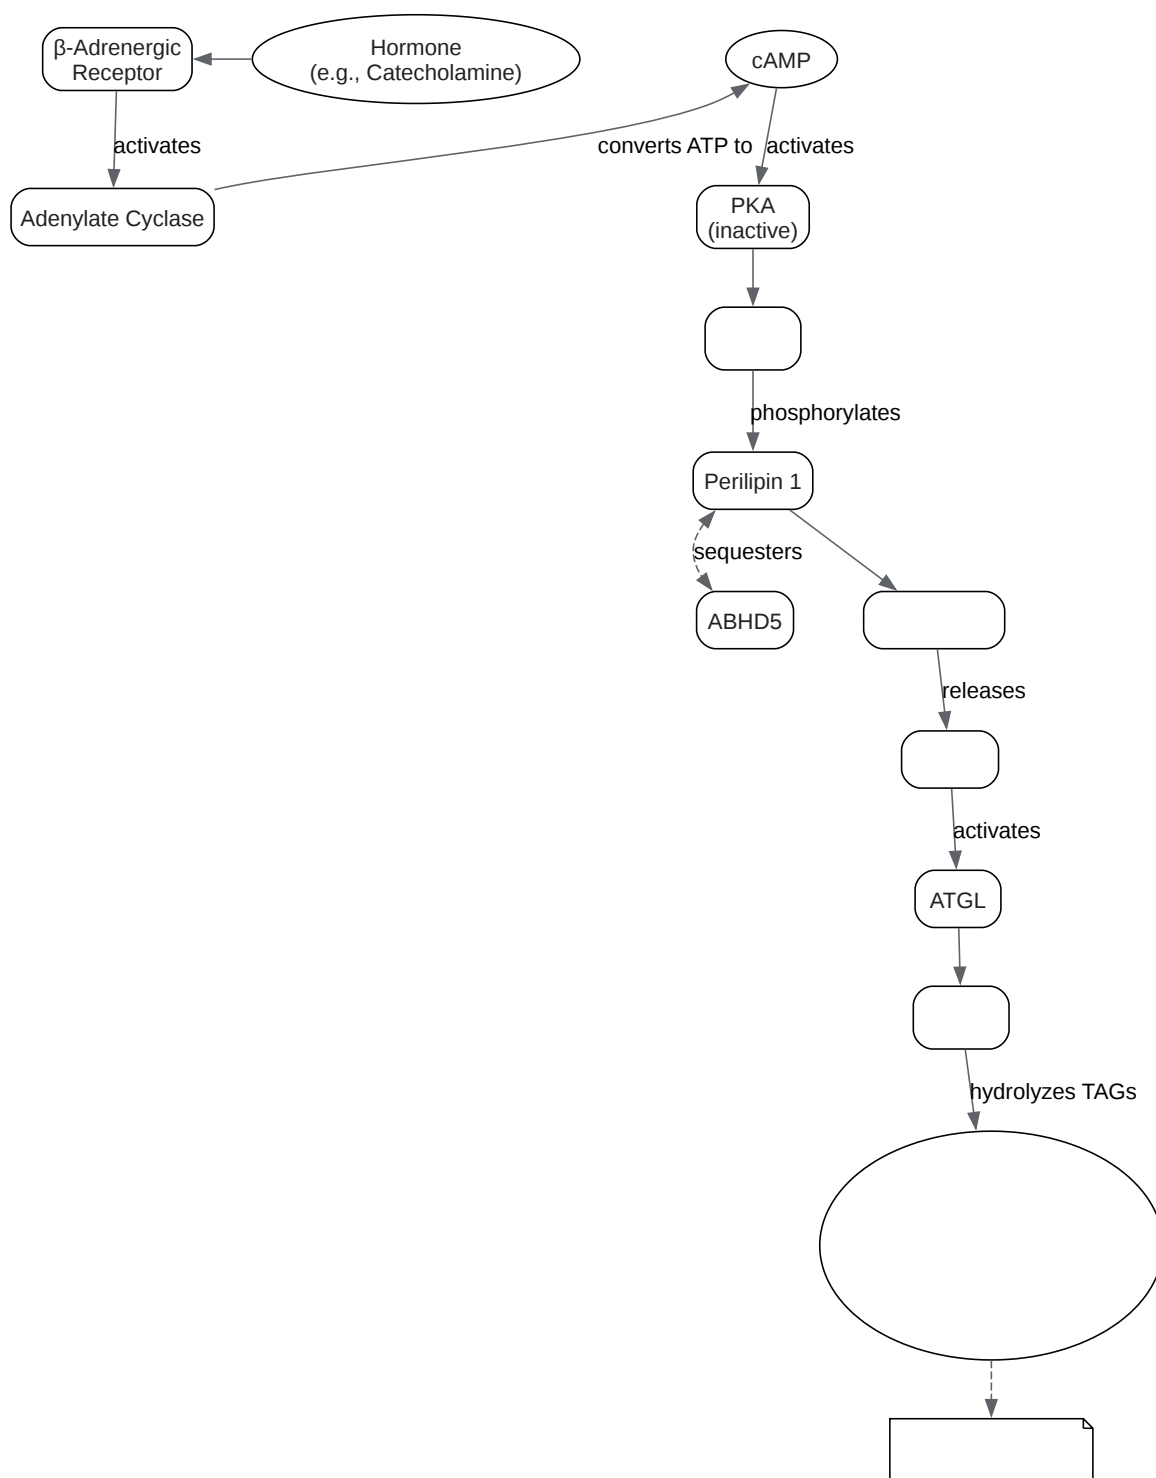 β-Adrenergic
Receptor
Hormone
(e.g., Catecholamine)
cAMP
activates
converts ATP to
activates
Adenylate Cyclase
PKA
(inactive)
phosphorylates
Perilipin 1
sequesters
ABHD5
releases
activates
ATGL
hydrolyzes TAGs